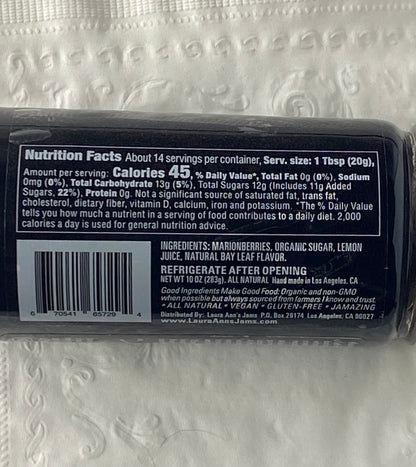 Nutrition Facts About 14 servings per container, Serv. size: 1 Tbsp (20g),
Amount per serving: Calories 45, % Daily Value*, Total Fat 0g (0%), Sodium
0mg (0%), Total Carbohydrate 13g (5%), Total Sugars 12g (Includes 11g Added
Sugars, 22%), Protein 0g. Not a significant source of saturated fat, trans fat,
cholesterol, dietary fiber, vitamin D, calcium, iron and potassium. *The % Daily Value
tells you how much a nutrient in a serving of food contributes to a daily diet. 2,000
calories a day is used for general nutrition advice.
INGREDIENTS: MARIONBERRIES, ORGANIC SUGAR, LEMON
JUICE, NATURAL BAY LEAF FLAVOR.
REFRIGERATE AFTER OPENING
NET WT 10 OZ (283g). ALL NATURAL Hand made in Los Angeles, CA
Good Ingredients Make Good Food: Organic and non-GMO
when possible but always sourced from farmers I know and trust.
• ALL NATURAL • VEGAN • GLUTEN-FREE • JAMAZING
Distributed By: Laura Ann's Jams P.O. Box 26174 Los Angeles, CA 90027
LauraAnnsJams.com
6 70541 65729 4